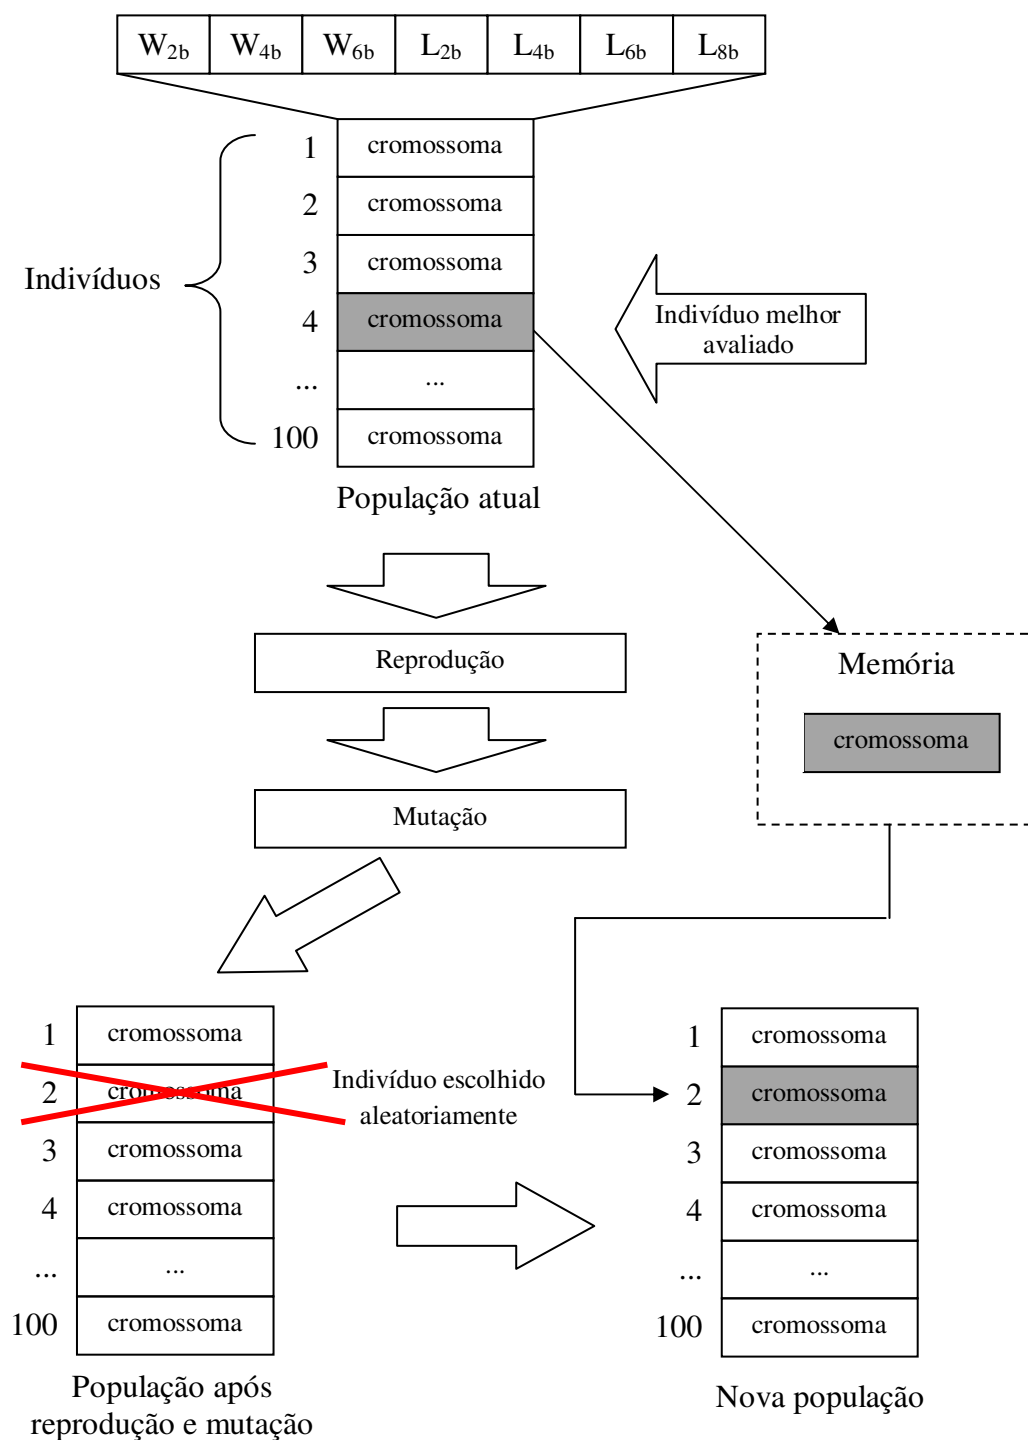 W2b W4b W6b L2b L4b L6b L8b
1 cromossoma
2 cromossoma
3 cromossoma
Indivíduos
4 cromossoma
... ...
100 cromossoma
Indivíduo melhor
avaliado
População atual
Reprodução
Memória
cromossoma
Mutação
1 cromossoma
2 cromossoma
3 cromossoma
4 cromossoma
... ...
100 cromossoma
Indivíduo escolhido
aleatoriamente
População após
reprodução e mutação
1 cromossoma
2 cromossoma
3 cromossoma
4 cromossoma
... ...
100 cromossoma
Nova população